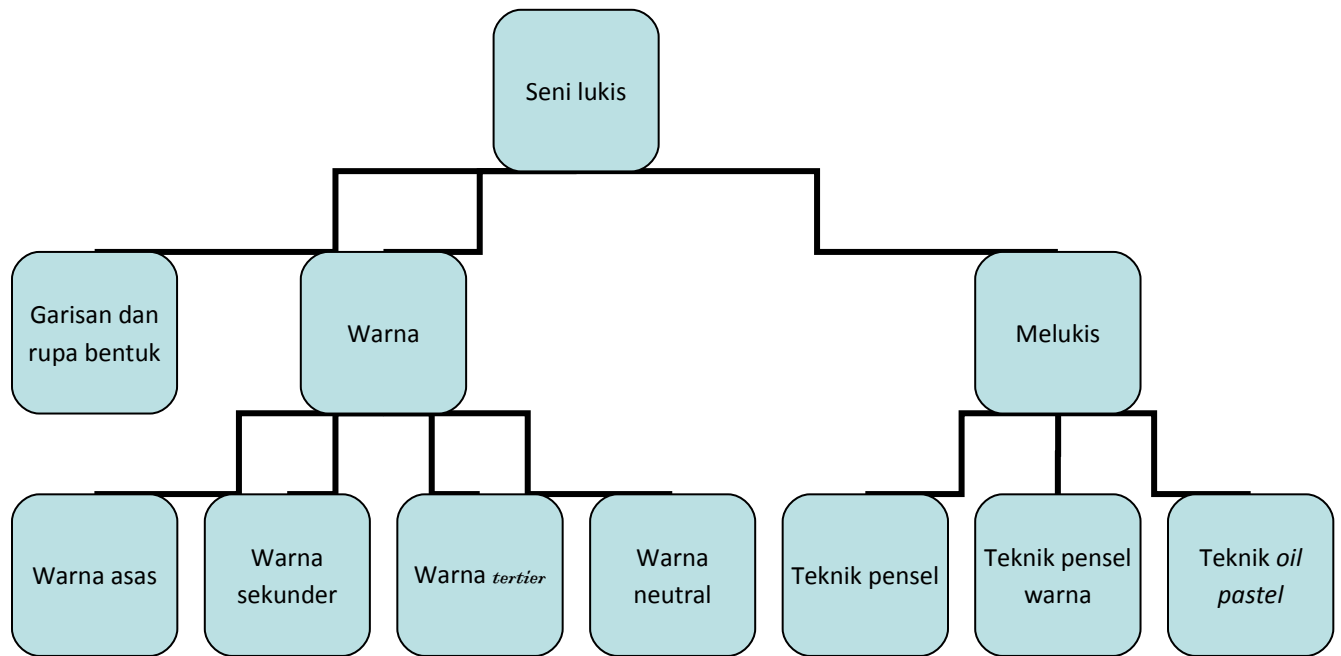 Seni lukis
Garisan dan
rupa bentuk
Warna
Melukis
Warna asas
Warna
sekunder
Warna tertier
Warna
neutral
Teknik pensel
Teknik pensel
warna
Teknik oil
pastel